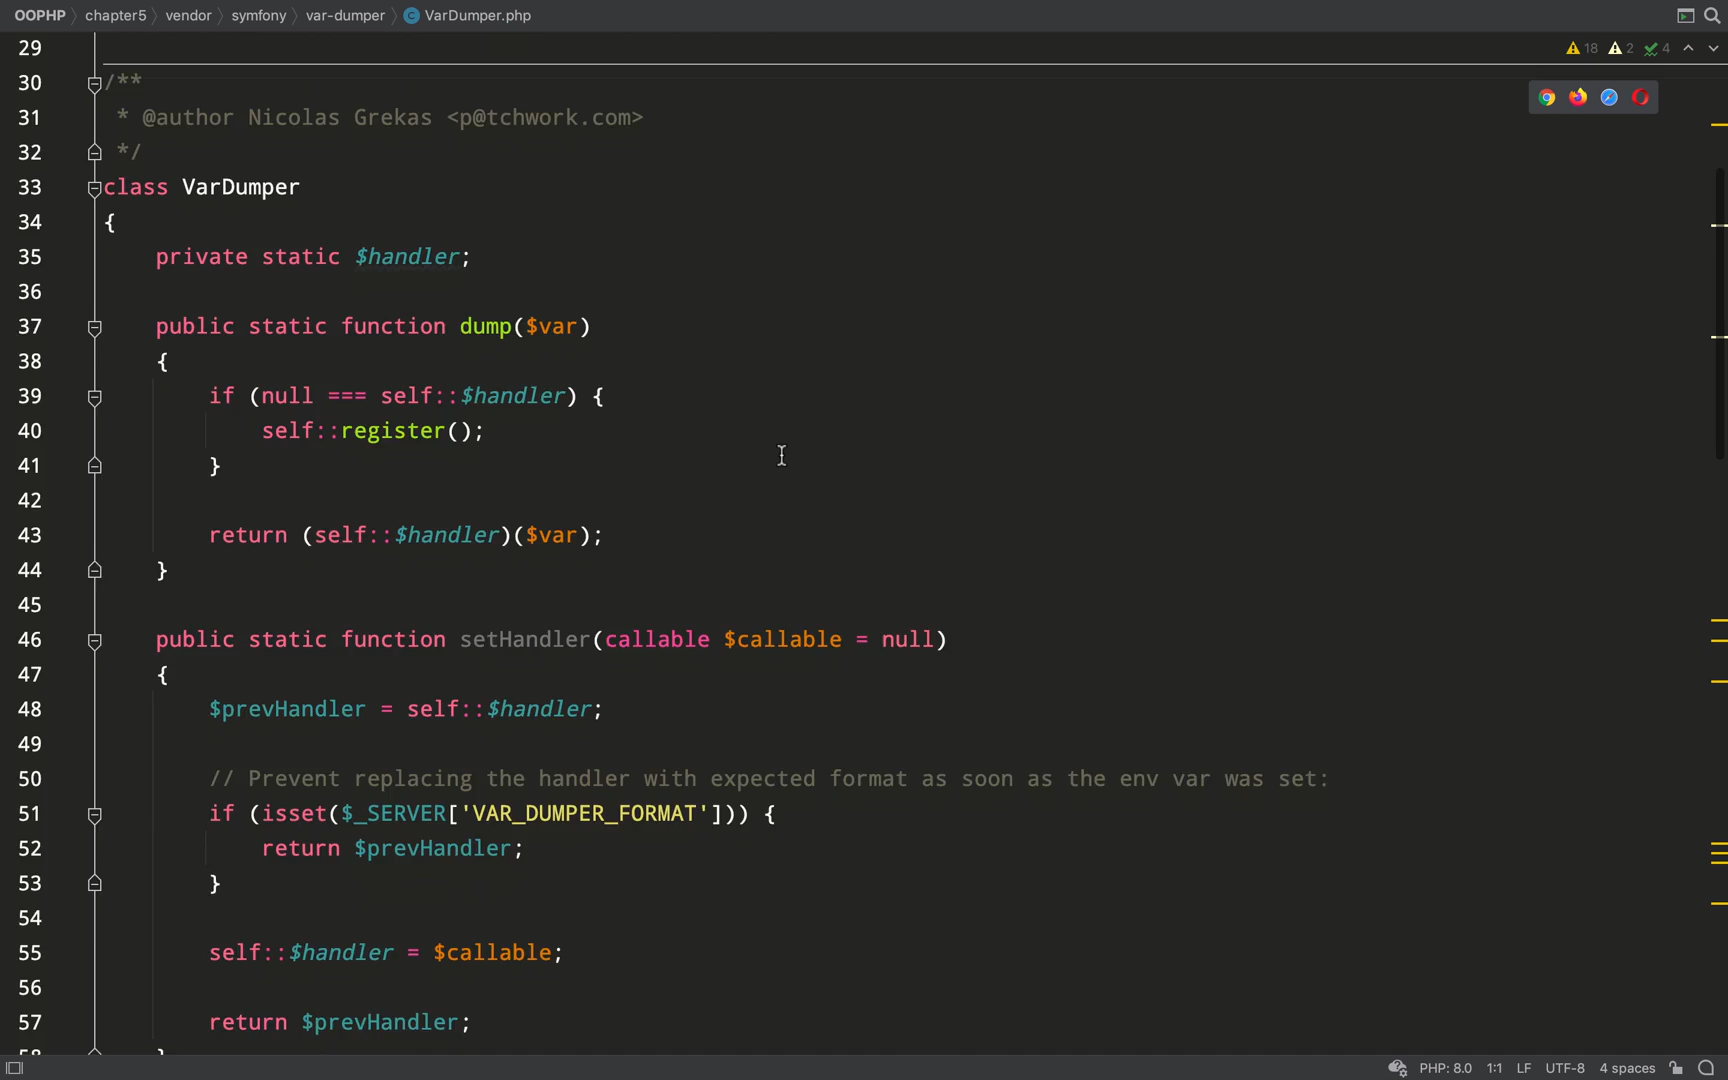 OOPHP chapter5 vendor symfony var-dumper VarDumper.php
29
18 2 4
30 /**
31 * @author Nicolas Grekas <p@tchwork.com>
32 */
33 class VarDumper
34 {
35 private static $handler;
36
37 public static function dump($var)
38 {
39 if (null === self::$handler) {
40 self::register();
41 }
42
43 return (self::$handler)($var);
44 }
45
46 public static function setHandler(callable $callable = null)
47 {
48 $prevHandler = self::$handler;
49
50 // Prevent replacing the handler with expected format as soon as the env var was set:
51 if (isset($_SERVER['VAR_DUMPER_FORMAT'])) {
52 return $prevHandler;
53 }
54
55 self::$handler = $callable;
56
57 return $prevHandler;
58 }
PHP: 8.0 1:1 LF UTF-8 4 spaces